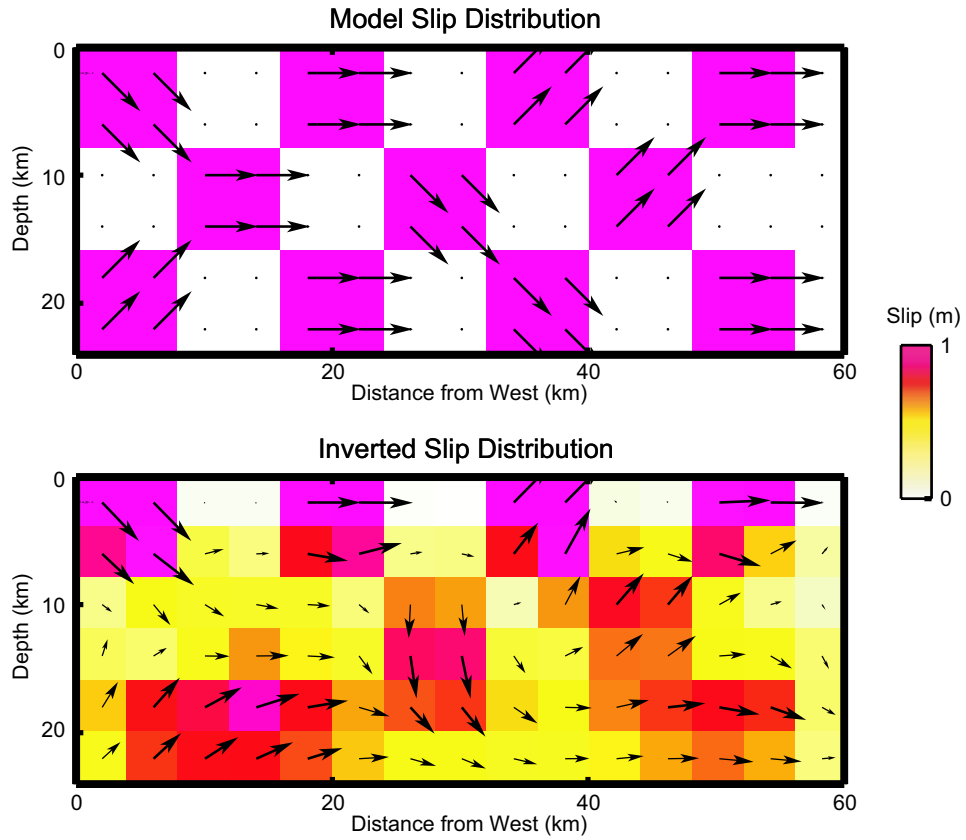 Model Slip Distribution
0
10
20
Depth (km)
0
20
40
60
Distance from West (km)
Slip (m)
1
0
Inverted Slip Distribution
0
10
20
Depth (km)
0
20
40
60
Distance from West (km)